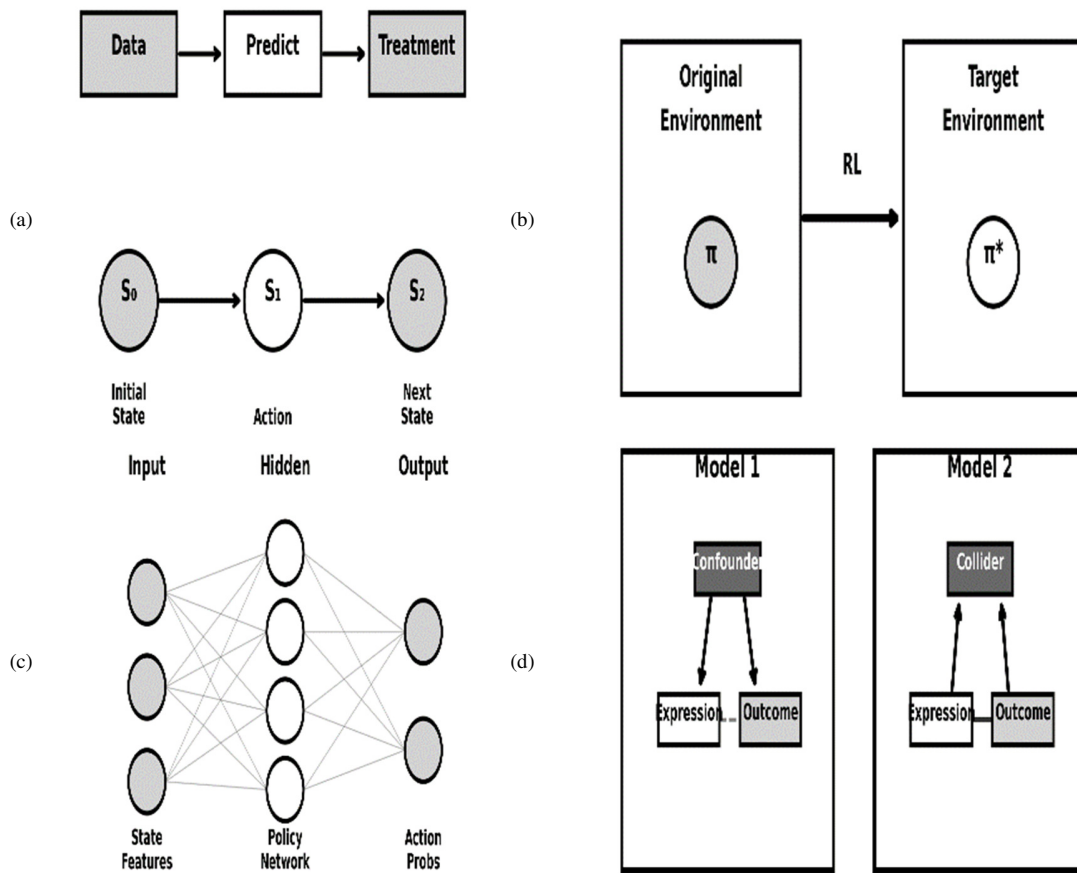 Data Predict Treatment
(a)
S₀ S₁ S₂
Initial
State
Action
Next
State
(b)
Original
Environment
π
RL
Target
Environment
π*
(c)
Input Hidden Output
State
Features
Policy
Network
Action
Probs
(d)
Model 1
Confounder
Expression Outcome
Model 2
Collider
Expression Outcome